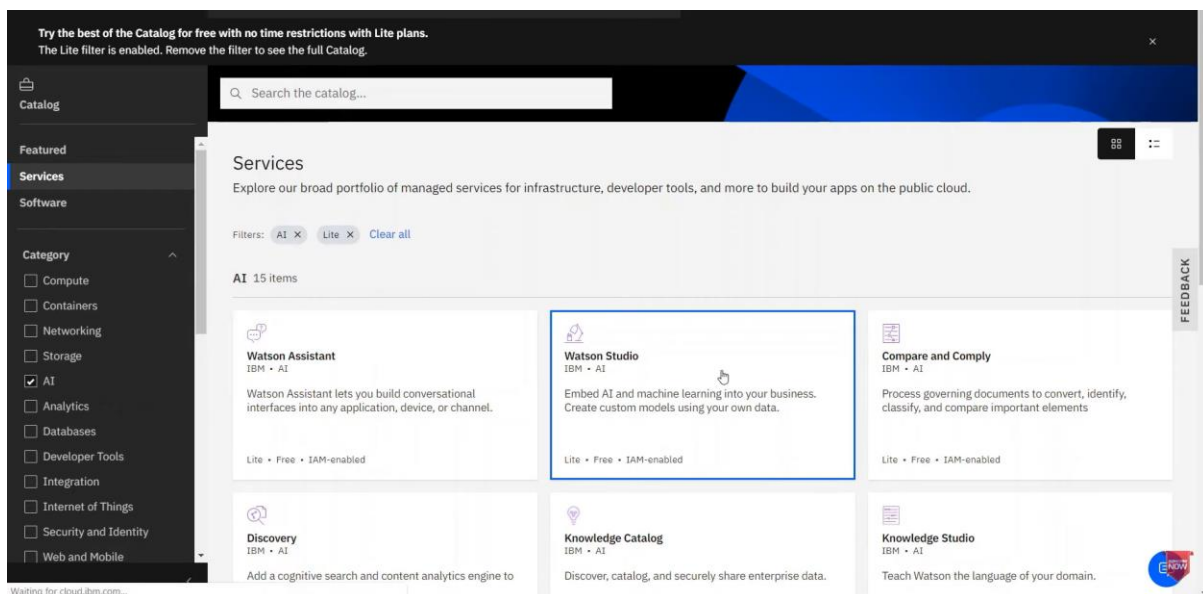 Try the best of the Catalog for free with no time restrictions with Lite plans.
The Lite filter is enabled. Remove the filter to see the full Catalog.
Catalog
Search the catalog...
Featured
Services
Software
Category
Compute
Containers
Networking
Storage
AI
Analytics
Databases
Developer Tools
Integration
Internet of Things
Security and Identity
Web and Mobile
Services
Explore our broad portfolio of managed services for infrastructure, developer tools, and more to build your apps on the public cloud.
Filters: AI × Lite × Clear all
AI 15 items
Watson Assistant
IBM • AI
Watson Assistant lets you build conversational
interfaces into any application, device, or channel.
Lite • Free • IAM-enabled
Watson Studio
IBM • AI
Embed AI and machine learning into your business.
Create custom models using your own data.
Lite • Free • IAM-enabled
Compare and Comply
IBM • AI
Process governing documents to convert, identify,
classify, and compare important elements
Lite • Free • IAM-enabled
Discovery
IBM • AI
Add a cognitive search and content analytics engine to
Knowledge Catalog
IBM • AI
Discover, catalog, and securely share enterprise data.
Knowledge Studio
IBM • AI
Teach Watson the language of your domain.
FEEDBACK
NOW
Waiting for cloud.ibm.com...